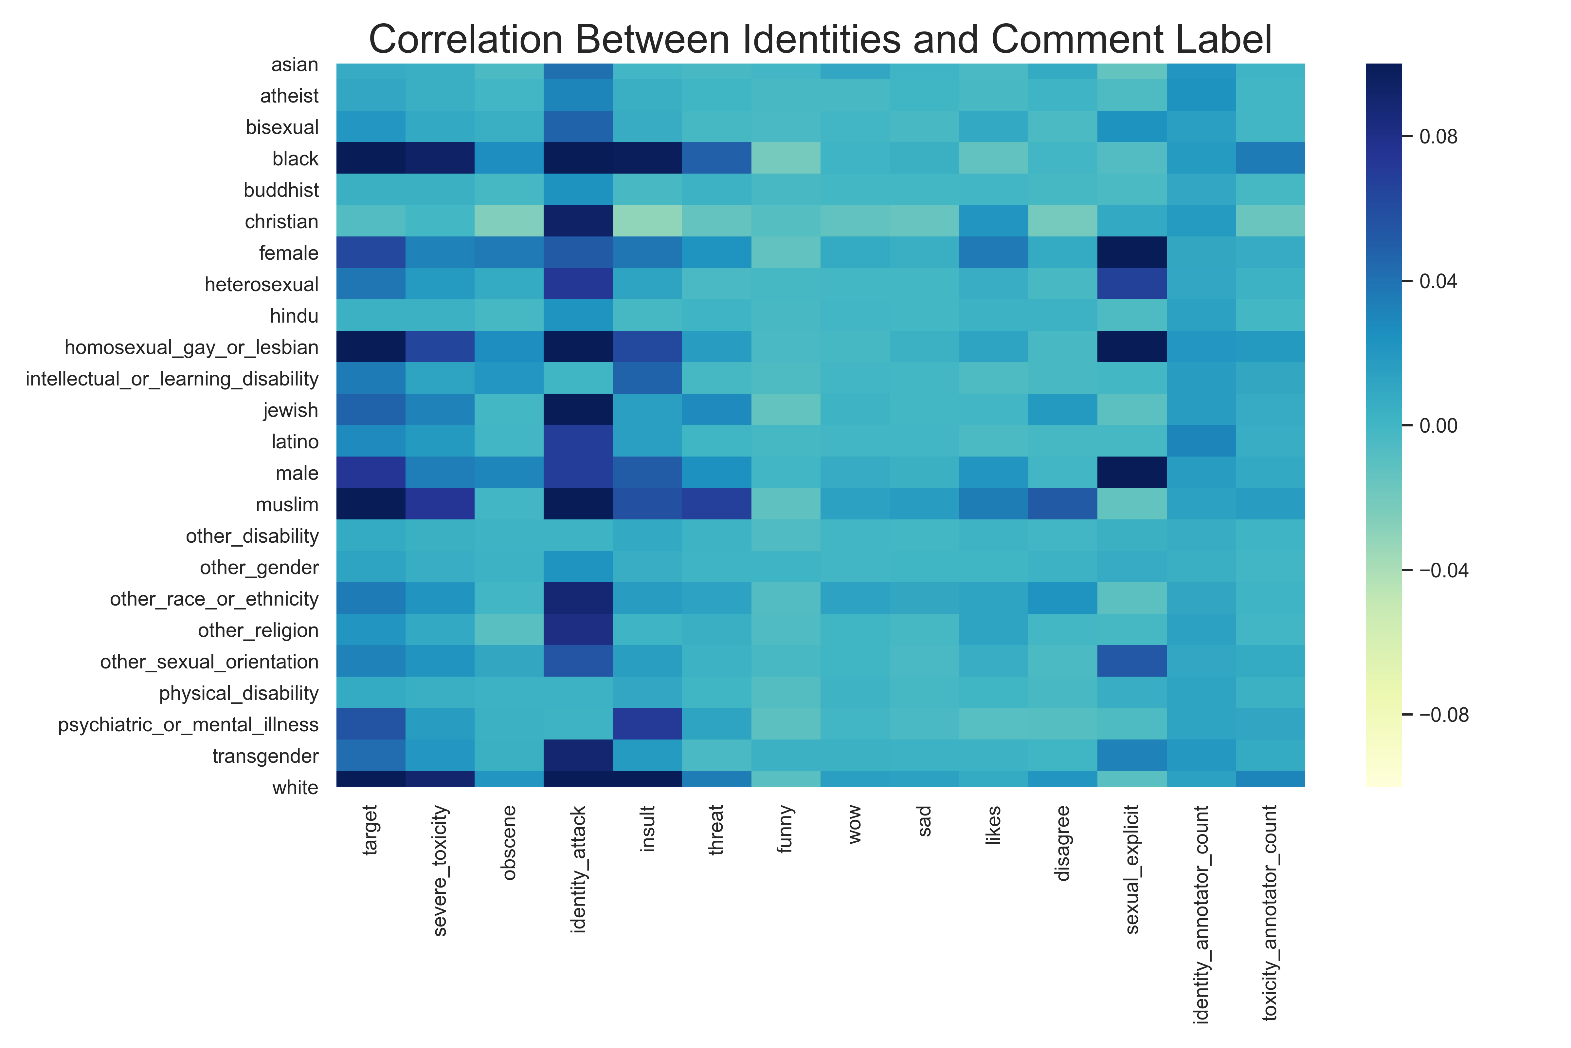 Correlation Between Identities and Comment Label
asian
atheist
bisexual
black
buddhist
christian
female
heterosexual
hindu
homosexual_gay_or_lesbian
intellectual_or_learning_disability
jewish
latino
male
muslim
other_disability
other_gender
other_race_or_ethnicity
other_religion
other_sexual_orientation
physical_disability
psychiatric_or_mental_illness
transgender
white
target
severe_toxicity
obscene
identity_attack
insult
threat
funny
wow
sad
likes
disagree
sexual_explicit
identity_annotator_count
toxicity_annotator_count
0.08
0.04
0.00
−0.04
−0.08